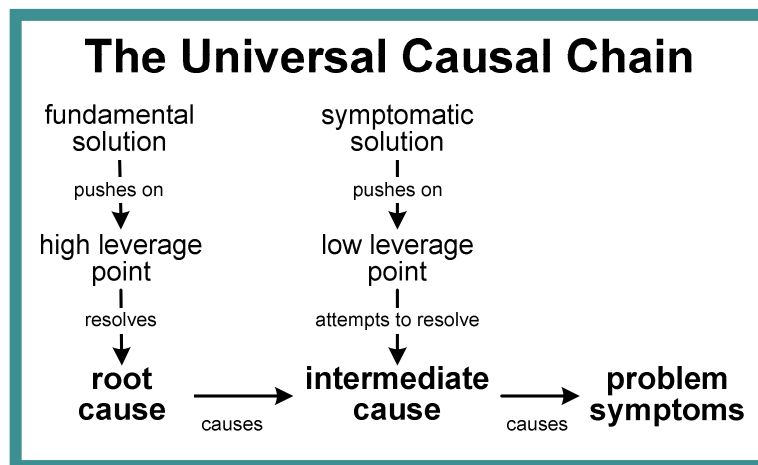 The Universal Causal Chain
fundamental
solution
pushes on
high leverage
point
resolves
root
cause
causes
symptomatic
solution
pushes on
low leverage
point
attempts to resolve
intermediate
cause
causes
problem
symptoms